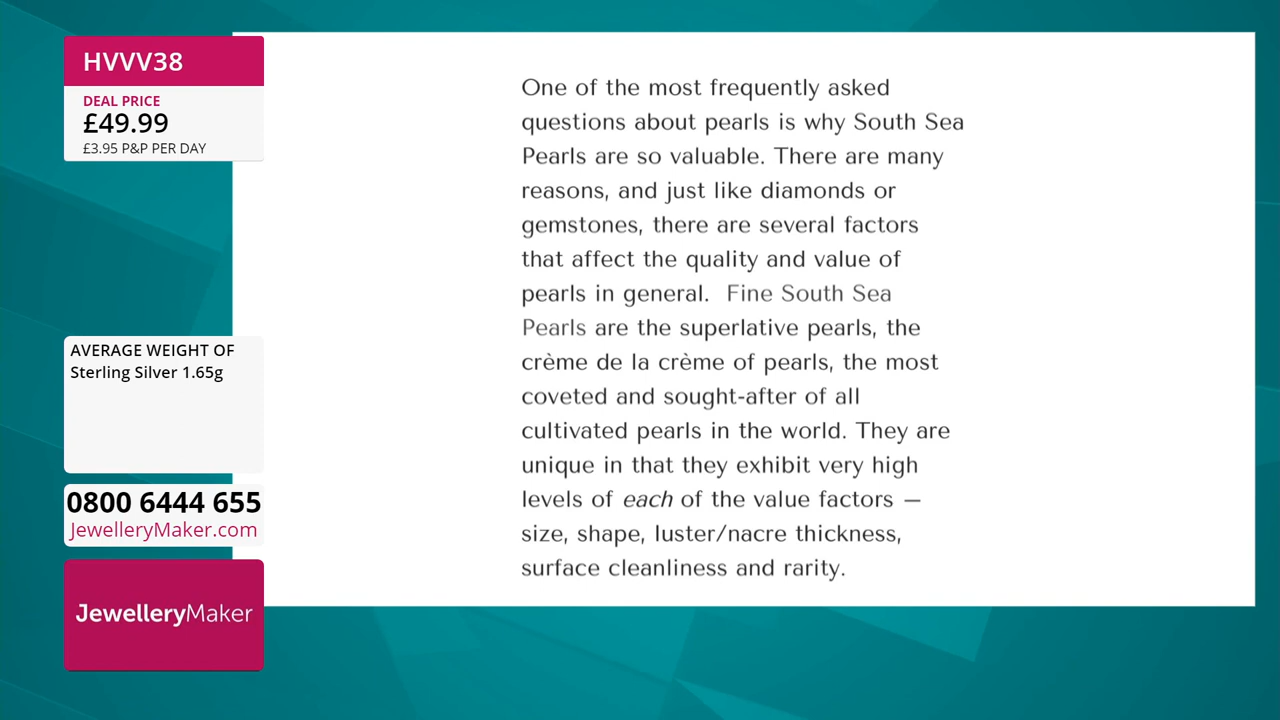 HVVV38
DEAL PRICE
£49.99
£3.95 P&P PER DAY
AVERAGE WEIGHT OF
Sterling Silver 1.65g
0800 6444 655
JewelleryMaker.com
JewelleryMaker
One of the most frequently asked
questions about pearls is why South Sea
Pearls are so valuable. There are many
reasons, and just like diamonds or
gemstones, there are several factors
that affect the quality and value of
pearls in general.  Fine South Sea
Pearls are the superlative pearls, the
crème de la crème of pearls, the most
coveted and sought-after of all
cultivated pearls in the world. They are
unique in that they exhibit very high
levels of each of the value factors –
size, shape, luster/nacre thickness,
surface cleanliness and rarity.